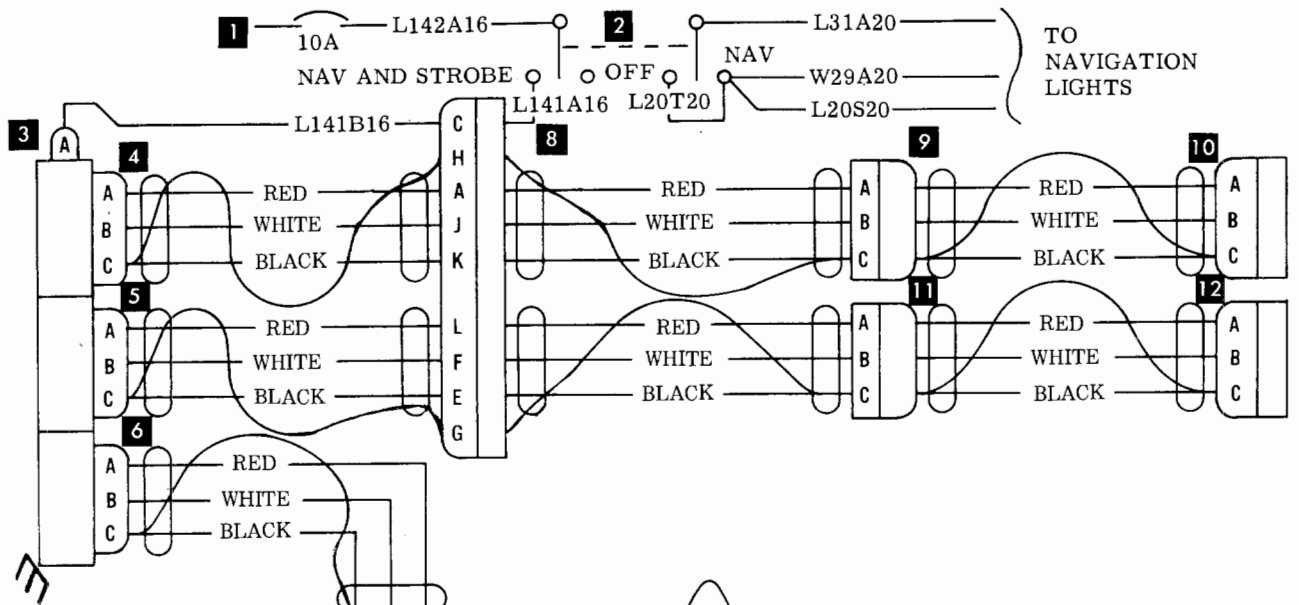 1 10A L142A16 2 L31A20
TO
NAVIGATION
LIGHTS
NAV AND STROBE OFF NAV
L141A16 L20T20 W29A20
L20S20
3 A L141B16 C 8
4 H 9 10
A RED A RED A RED A
B WHITE J WHITE B WHITE B
C BLACK K BLACK C BLACK C
5 11 12
A RED L RED A RED A
B WHITE F WHITE B WHITE B
C BLACK E BLACK C BLACK C
6 G
A RED
B WHITE
C BLACK